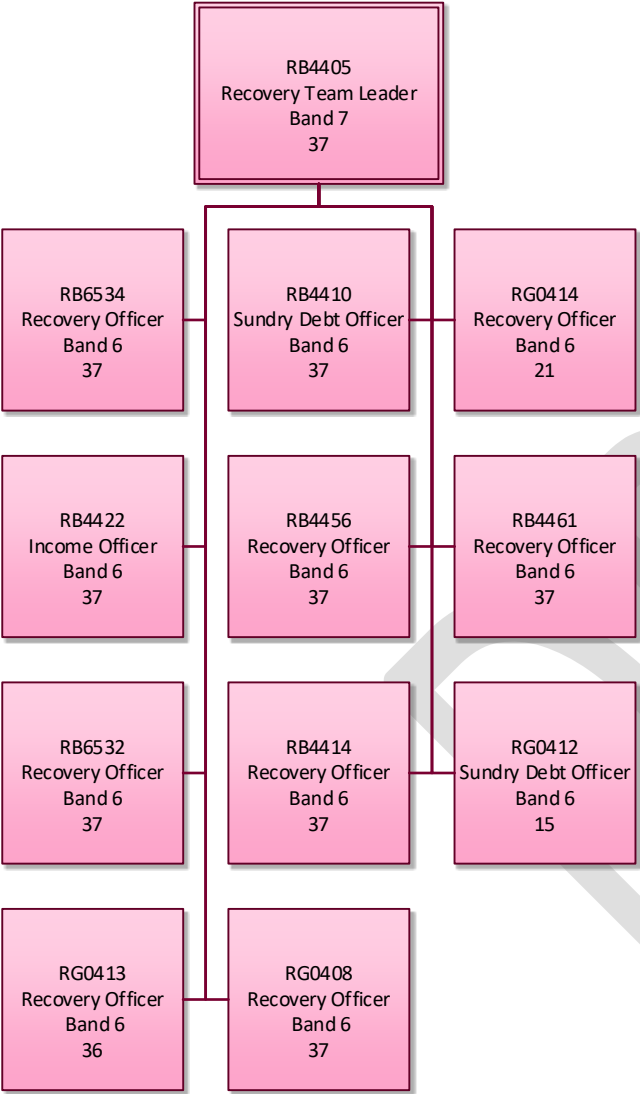 RB4405
Recovery Team Leader
Band 7
37
RB6534
Recovery Officer
Band 6
37
RB4410
Sundry Debt Officer
Band 6
37
RG0414
Recovery Officer
Band 6
21
RB4422
Income Officer
Band 6
37
RB4456
Recovery Officer
Band 6
37
RB4461
Recovery Officer
Band 6
37
RB6532
Recovery Officer
Band 6
37
RB4414
Recovery Officer
Band 6
37
RG0412
Sundry Debt Officer
Band 6
15
RG0413
Recovery Officer
Band 6
36
RG0408
Recovery Officer
Band 6
37